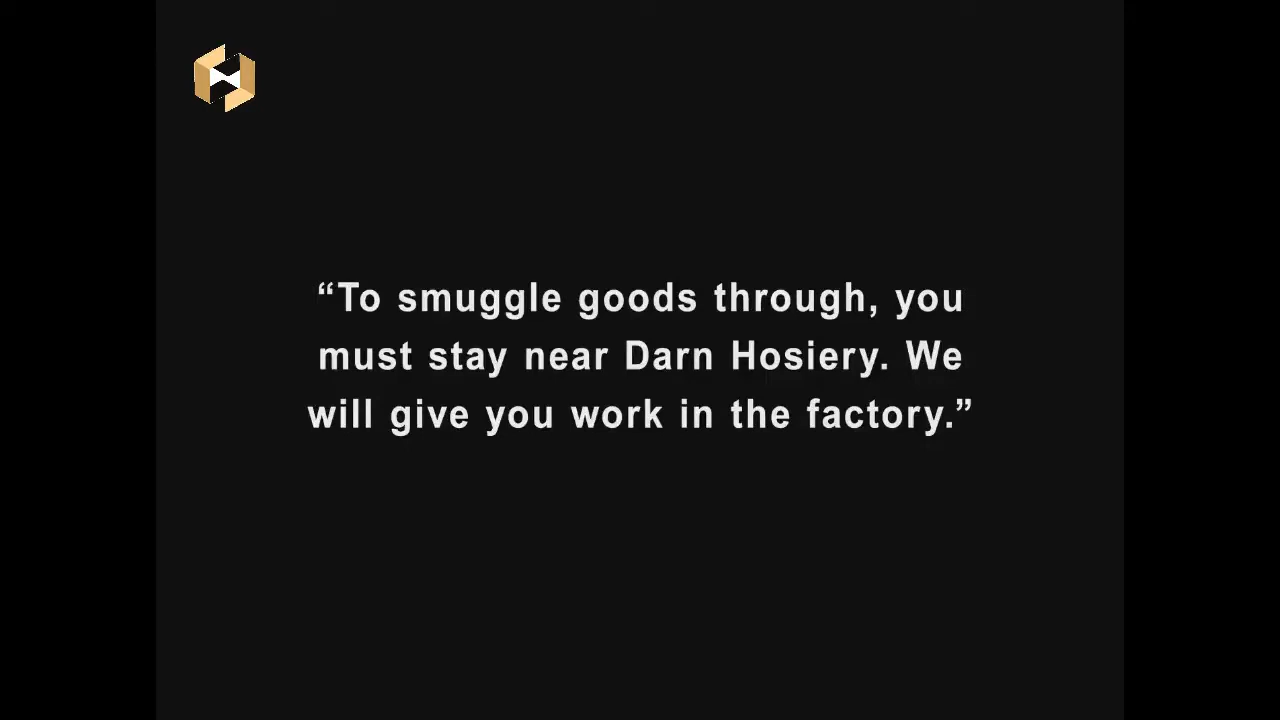 “To smuggle goods through, you
must stay near Darn Hosiery. We
will give you work in the factory.”